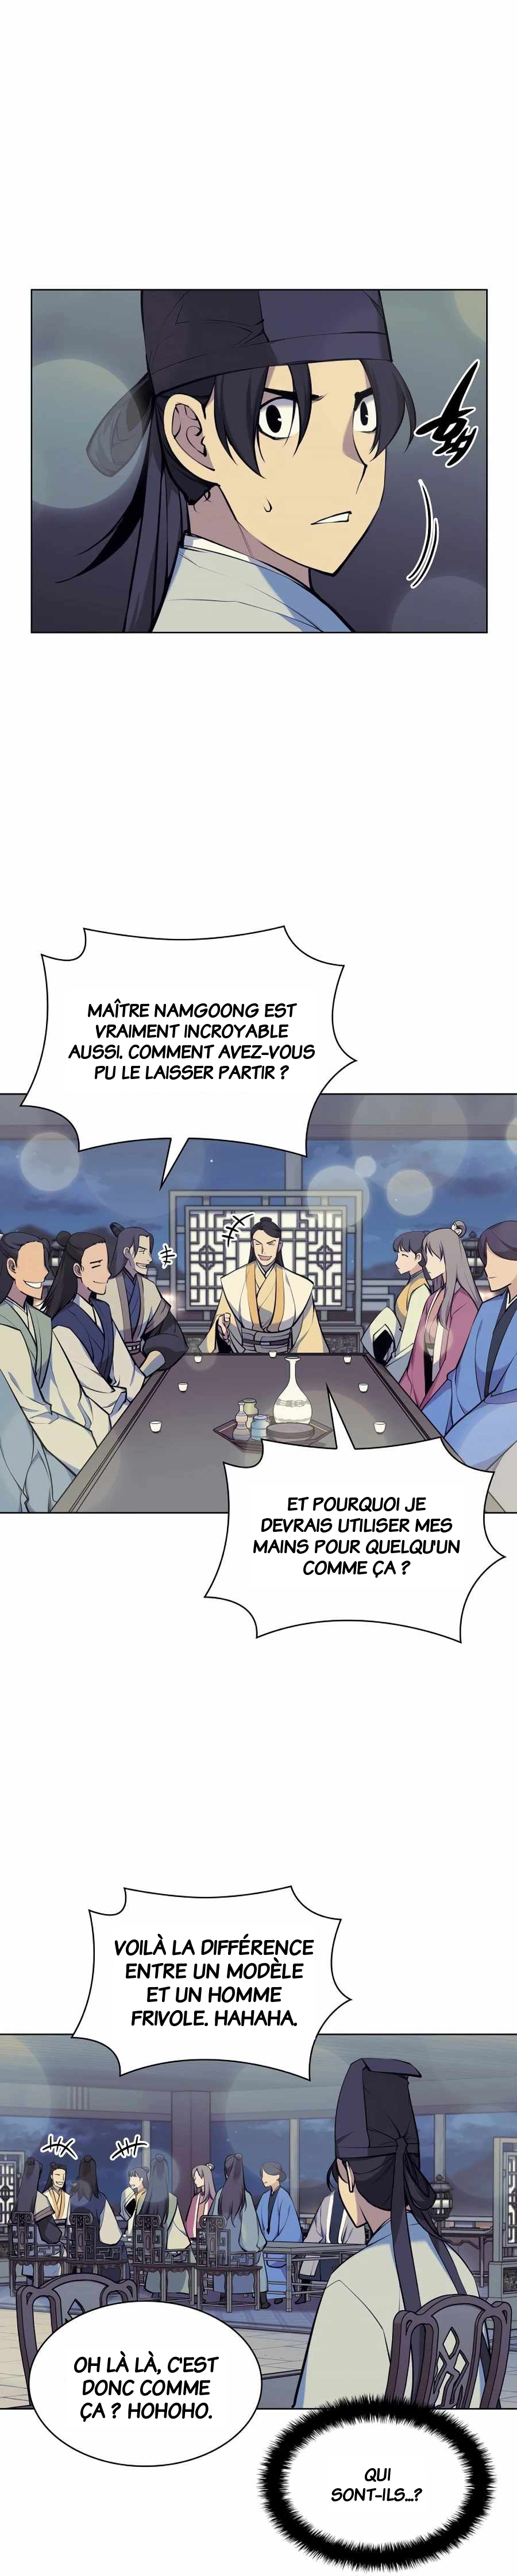 MAÎTRE NAMGOONG EST
VRAIMENT INCROYABLE
AUSSI. COMMENT AVEZ-VOUS
PU LE LAISSER PARTIR ?
ET POURQUOI JE
DEVRAIS UTILISER MES
MAINS POUR QUELQU'UN
COMME ÇA ?
VOILÀ LA DIFFÉRENCE
ENTRE UN MODÈLE
ET UN HOMME
FRIVOLE. HAHAHA.
OH LÀ LÀ, C'EST
DONC COMME
ÇA ? HOHOHO.
QUI
SONT-ILS...?